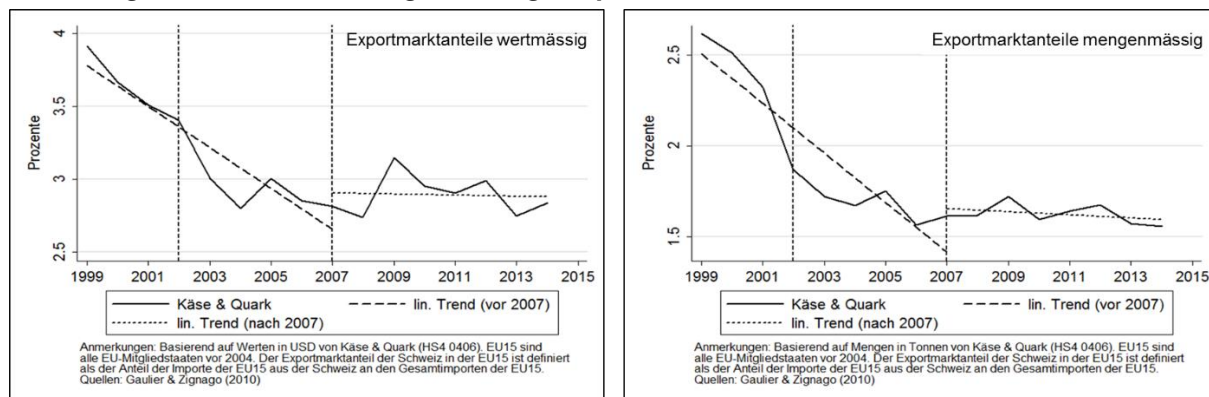 Exportmarktanteile wertmässig
4
3.5
3
2.5
Prozente
1999 2001 2003 2005 2007 2009 2011 2013 2015
Käse & Quark
lin. Trend (vor 2007)
lin. Trend (nach 2007)
Anmerkungen: Basierend auf Werten in USD von Käse & Quark (HS4 0406). EU15 sind
alle EU-Mitgliedstaaten vor 2004. Der Exportmarktanteil der Schweiz in der EU15 ist definiert
als der Anteil der Importe der EU15 aus der Schweiz an den Gesamtimporten der EU15.
Quellen: Gaulier & Zignago (2010)
Exportmarktanteile mengenmässig
2.5
2
1.5
Prozente
1999 2001 2003 2005 2007 2009 2011 2013 2015
Käse & Quark
lin. Trend (vor 2007)
lin. Trend (nach 2007)
Anmerkungen: Basierend auf Mengen in Tonnen von Käse & Quark (HS4 0406). EU15 sind
alle EU-Mitgliedstaaten vor 2004. Der Exportmarktanteil der Schweiz in der EU15 ist definiert
als der Anteil der Importe der EU15 aus der Schweiz an den Gesamtimporten der EU15.
Quellen: Gaulier & Zignago (2010)